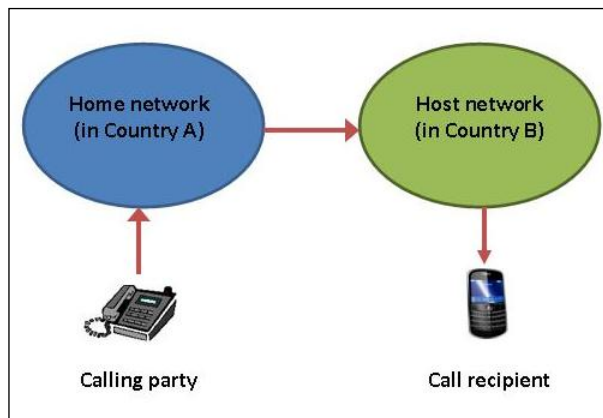 Home network
(in Country A)
Host network
(in Country B)
Calling party
Call recipient